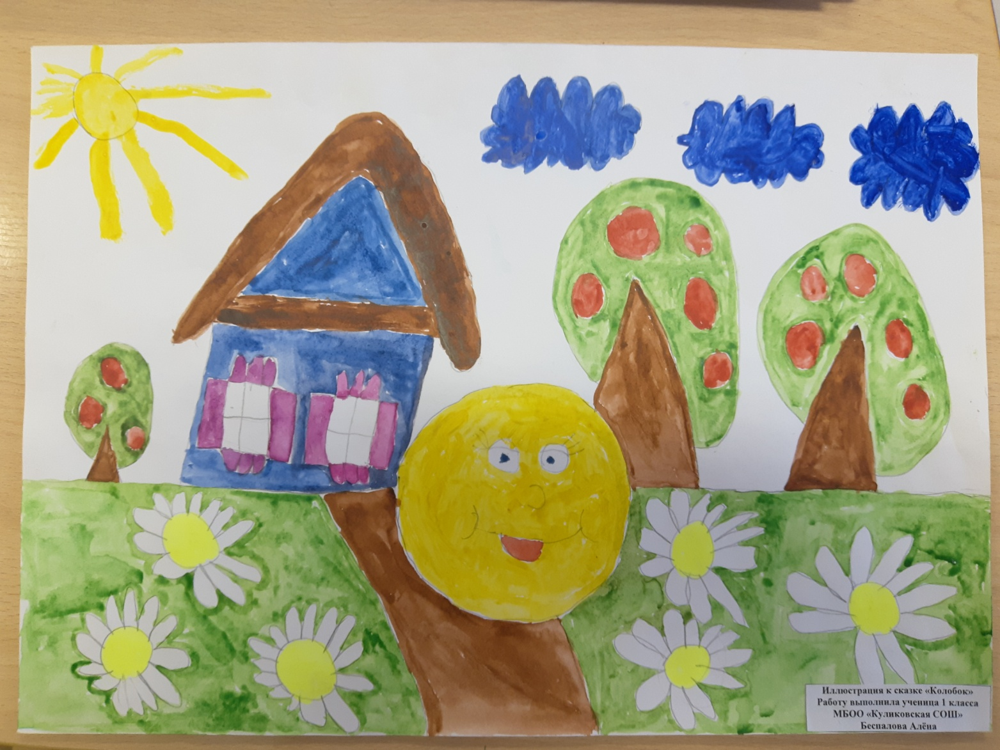 Иллюстрация к сказке «Колобок»
Работу выполнила ученица 1 класса
МБОО «Куликовская СОШ»
Беспалова Алёна